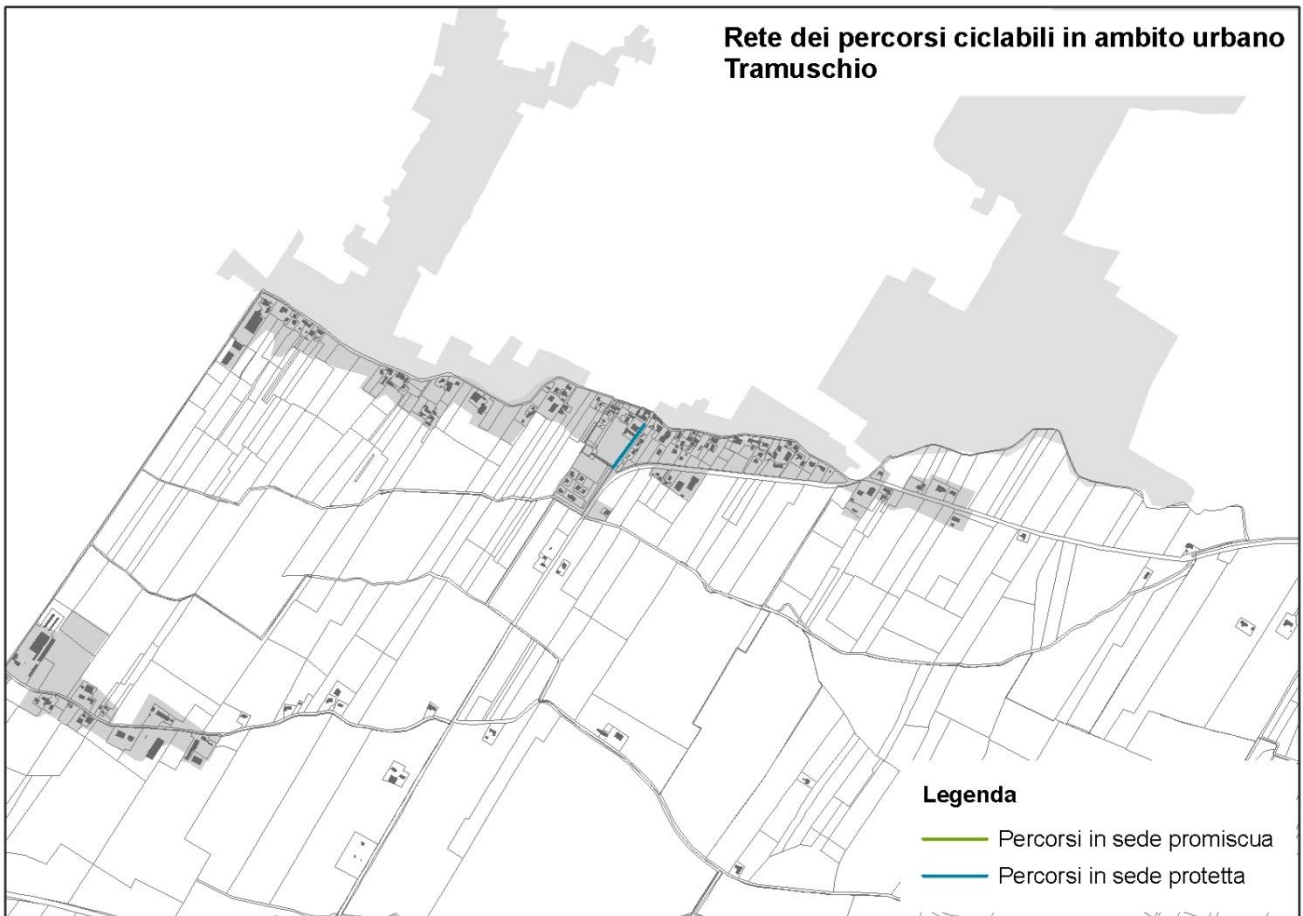 Rete dei percorsi ciclabili in ambito urbano
Tramuschio
Legenda
Percorsi in sede promiscua
Percorsi in sede protetta